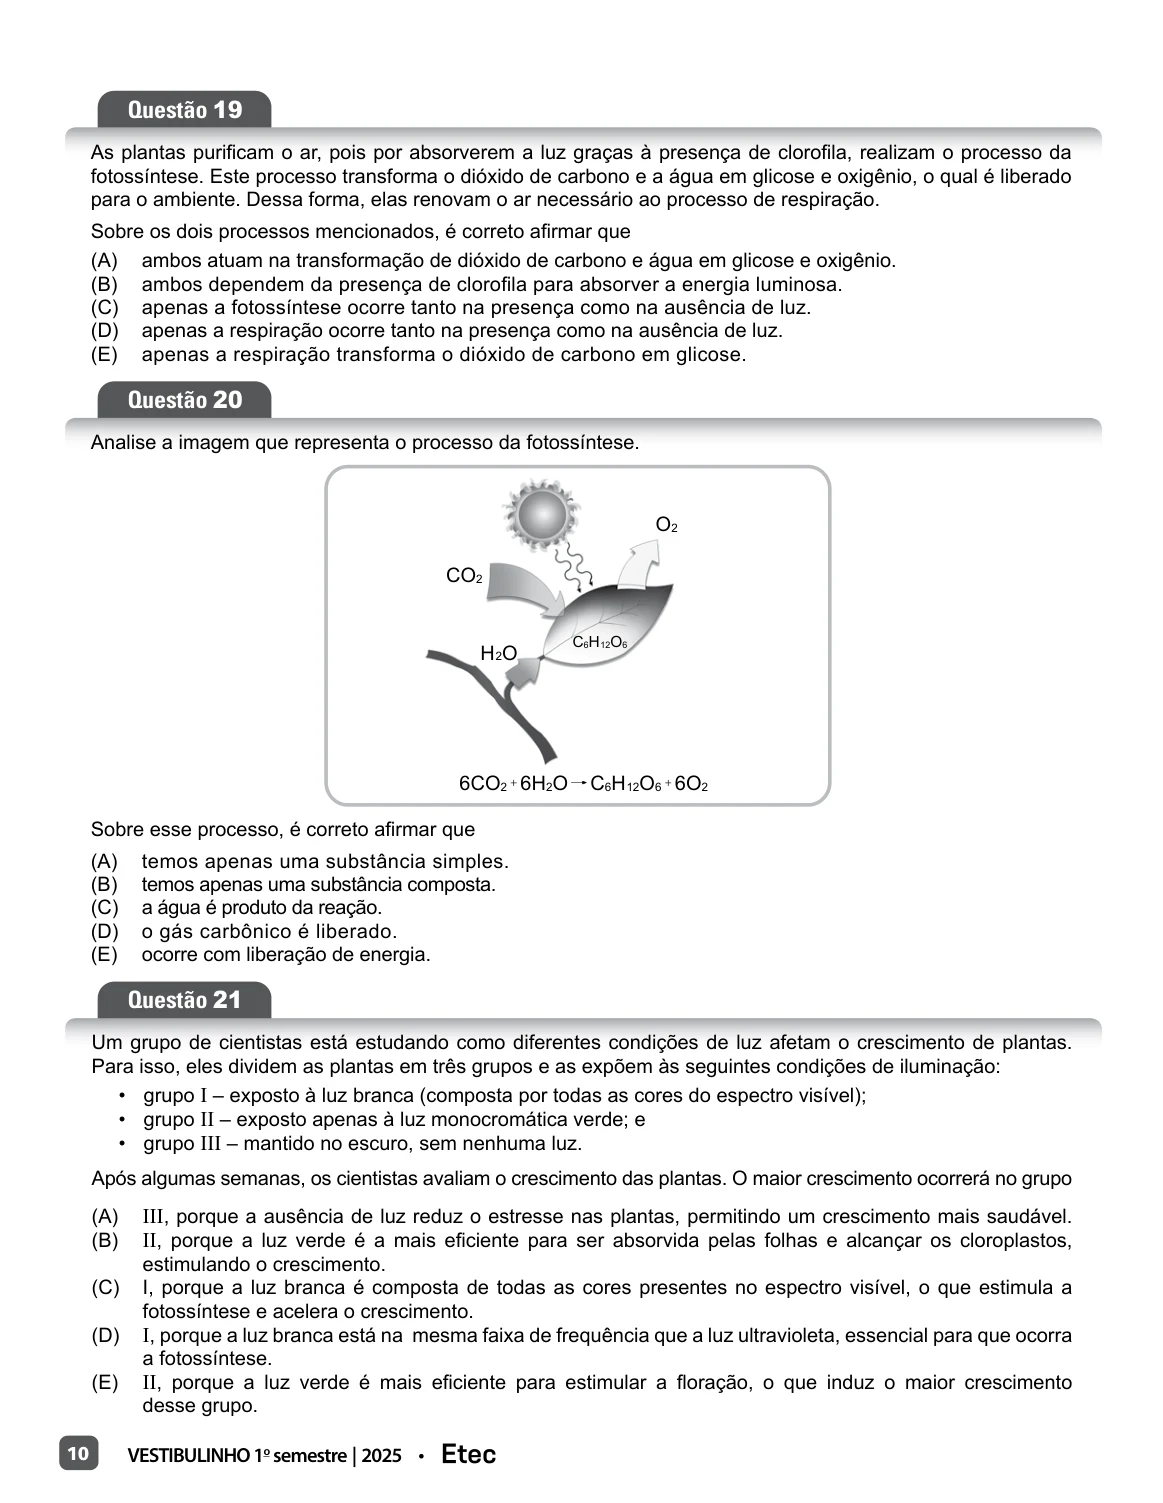 Questão 19
As plantas purificam o ar, pois por absorverem a luz graças à presença de clorofila, realizam o processo da
fotossíntese. Este processo transforma o dióxido de carbono e a água em glicose e oxigênio, o qual é liberado
para o ambiente. Dessa forma, elas renovam o ar necessário ao processo de respiração.
Sobre os dois processos mencionados, é correto afirmar que
(A) ambos atuam na transformação de dióxido de carbono e água em glicose e oxigênio.
(B) ambos dependem da presença de clorofila para absorver a energia luminosa.
(C) apenas a fotossíntese ocorre tanto na presença como na ausência de luz.
(D) apenas a respiração ocorre tanto na presença como na ausência de luz.
(E) apenas a respiração transforma o dióxido de carbono em glicose.
Questão 20
Analise a imagem que representa o processo da fotossíntese.
O2
CO2
C6H12O6
H2O
6CO2 + 6H2O → C6H12O6 + 6O2
Sobre esse processo, é correto afirmar que
(A) temos apenas uma substância simples.
(B) temos apenas uma substância composta.
(C) a água é produto da reação.
(D) o gás carbônico é liberado.
(E) ocorre com liberação de energia.
Questão 21
Um grupo de cientistas está estudando como diferentes condições de luz afetam o crescimento de plantas.
Para isso, eles dividem as plantas em três grupos e as expõem às seguintes condições de iluminação:
• grupo I – exposto à luz branca (composta por todas as cores do espectro visível);
• grupo II – exposto apenas à luz monocromática verde; e
• grupo III – mantido no escuro, sem nenhuma luz.
Após algumas semanas, os cientistas avaliam o crescimento das plantas. O maior crescimento ocorrerá no grupo
(A) III, porque a ausência de luz reduz o estresse nas plantas, permitindo um crescimento mais saudável.
(B) II, porque a luz verde é a mais eficiente para ser absorvida pelas folhas e alcançar os cloroplastos,
estimulando o crescimento.
(C) I, porque a luz branca é composta de todas as cores presentes no espectro visível, o que estimula a
fotossíntese e acelera o crescimento.
(D) I, porque a luz branca está na mesma faixa de frequência que a luz ultravioleta, essencial para que ocorra
a fotossíntese.
(E) II, porque a luz verde é mais eficiente para estimular a floração, o que induz o maior crescimento
desse grupo.
10 VESTIBULINHO 1º semestre | 2025 • Etec